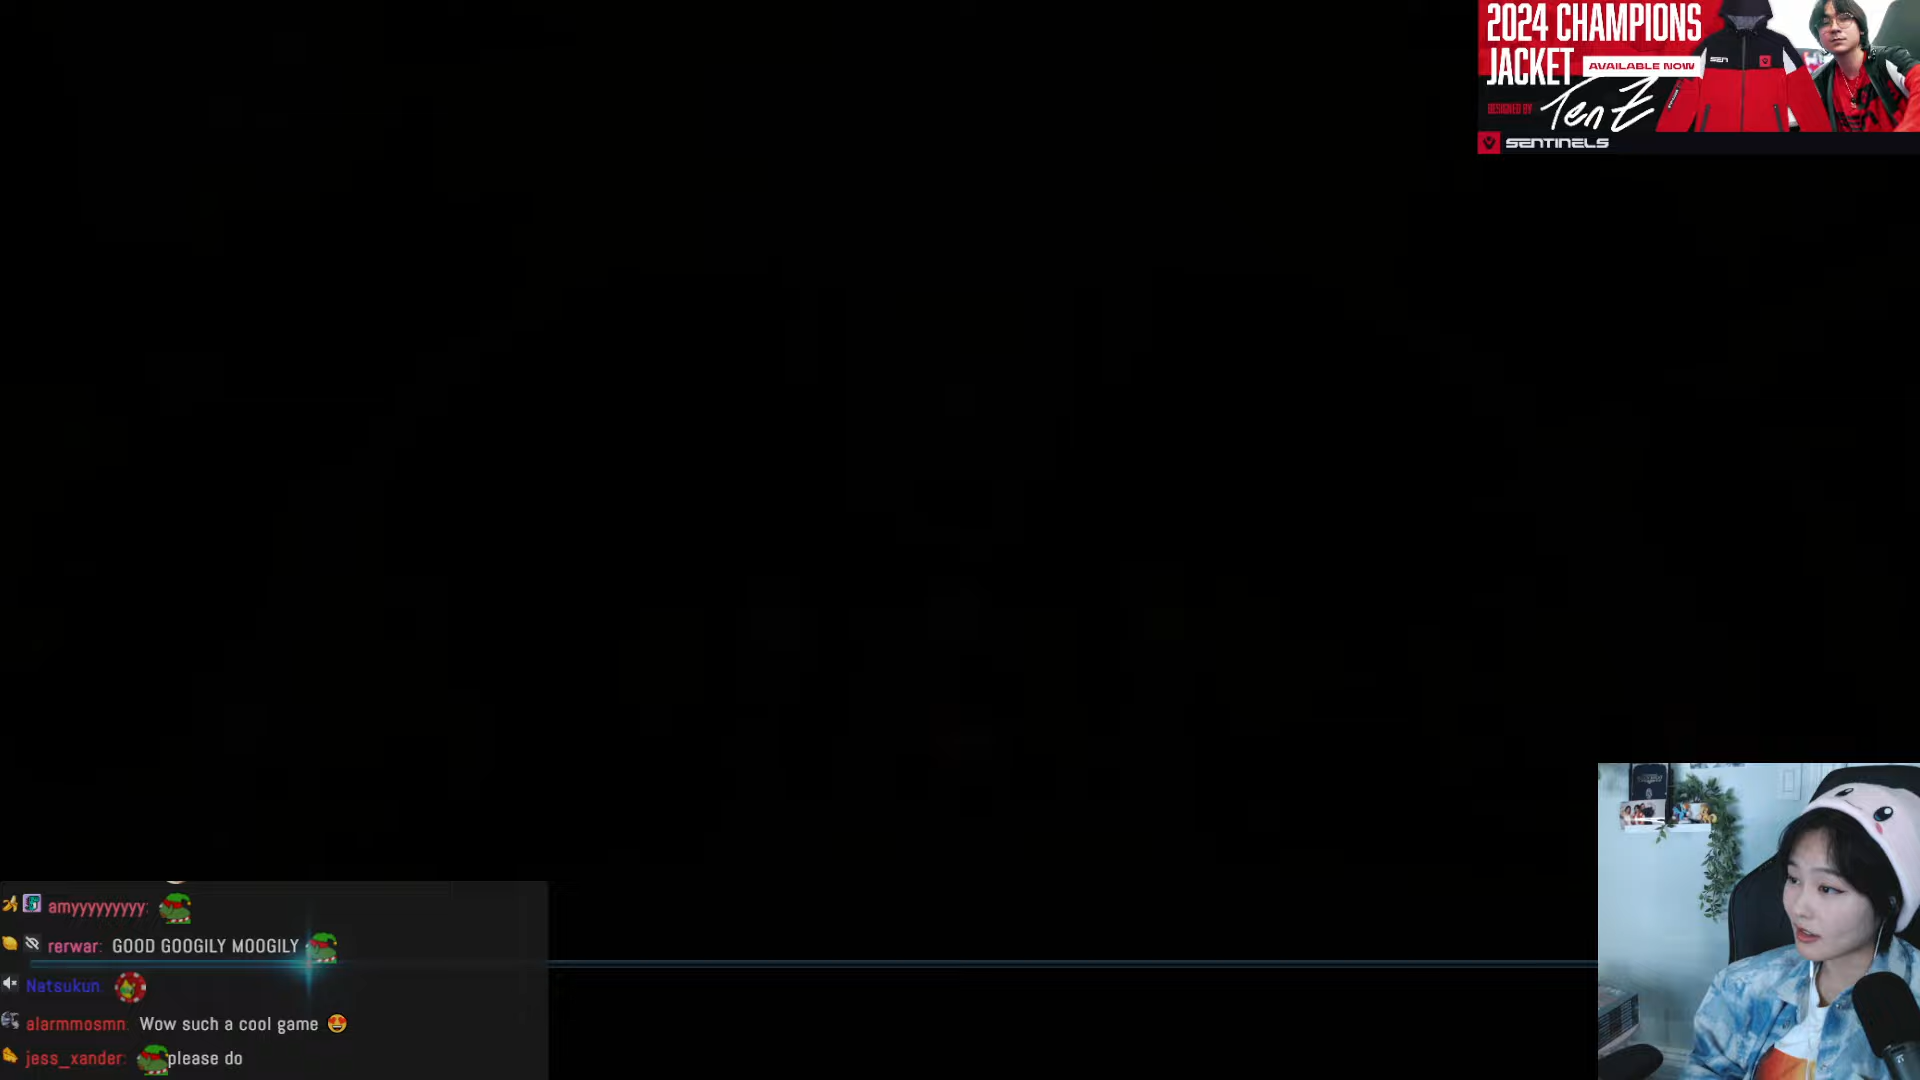 2024 CHAMPIONS
JACKET AVAILABLE NOW
DESIGNED BY TenZ
SENTINELS
amyyyyyyyyy:
rerwar: GOOD GOOGILY MOOGILY
Natsukun:
alarmmosmn: Wow such a cool game 😍
jess_xander: please do